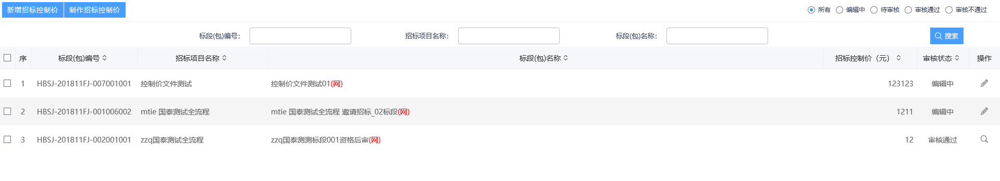 新增招标控制价 制作招标控制价 所有 编辑中 待审核 审核通过 审核不通过
标段(包)编号： 招标项目名称： 标段(包)名称： 搜索
序 标段(包)编号 招标项目名称 标段(包)名称 招标控制价（元） 审核状态 操作
1 HBSJ-201811FJ-007001001 控制价文件测试 控制价文件测试01(网) 123123 编辑中
2 HBSJ-201811FJ-001006002 mtie 国泰测试全流程 mtie 国泰测试全流程 邀请招标_02标段(网) 1211 编辑中
3 HBSJ-201811FJ-002001001 zzq国泰测试全流程 zzq国泰测测标段001资格后审(网) 12 审核通过